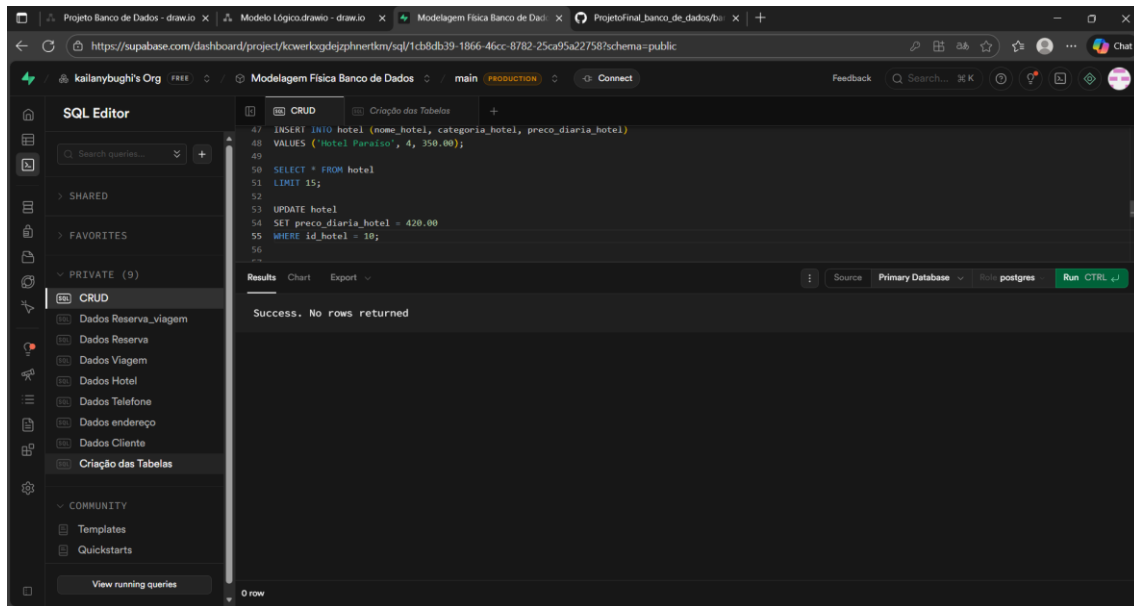 Projeto Banco de Dados - draw.io
Modelo Lógico.drawio - draw.io
Modelagem Física Banco de Dado
ProjetoFinal_banco_de_dados/ba
https://supabase.com/dashboard/project/kcwerkxgdejzphnertkm/sql/1cb8db39-1866-46cc-8782-25ca95a22758?schema=public
Chat
kailanybughi's Org FREE / Modelagem Física Banco de Dados / main PRODUCTION Connect
Feedback Search... ⌘ K
SQL Editor
CRUD
Criação das Tabelas
Search queries...
SHARED
FAVORITES
PRIVATE (9)
CRUD
Dados Reserva_viagem
Dados Reserva
Dados Viagem
Dados Hotel
Dados Telefone
Dados endereço
Dados Cliente
Criação das Tabelas
COMMUNITY
Templates
Quickstarts
View running queries
47 INSERT INTO hotel (nome_hotel, categoria_hotel, preco_diaria_hotel)
48 VALUES ('Hotel Paraíso', 4, 350.00);
49
50 SELECT * FROM hotel
51 LIMIT 15;
52
53 UPDATE hotel
54 SET preco_diaria_hotel = 420.00
55 WHERE id_hotel = 10;
56
Results Chart Export
Source Primary Database Role postgres Run CTRL
Success. No rows returned
0 row